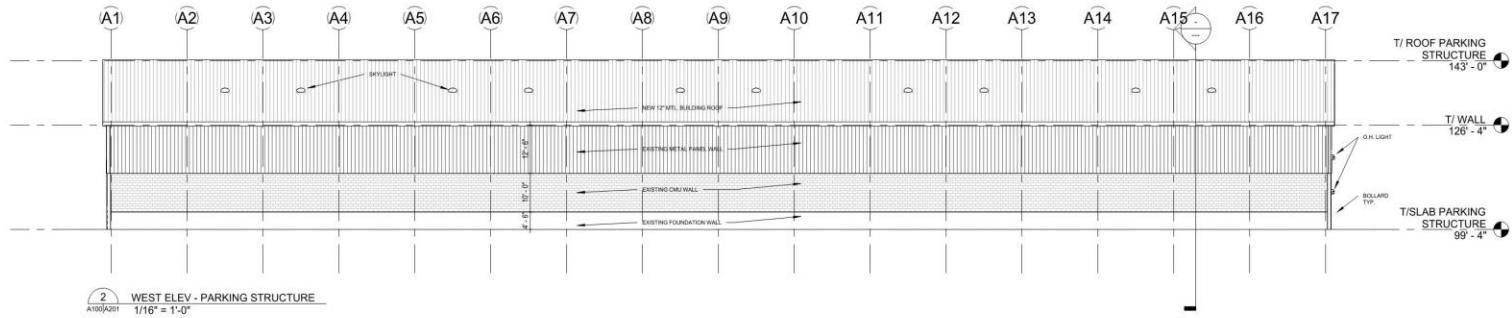 A1 A2 A3 A4 A5 A6 A7 A8 A9 A10 A11 A12 A13 A14 A15 A16 A17
-
---
T/ ROOF PARKING
STRUCTURE
143' - 0"
SKYLIGHT
NEW 12" MTL. BUILDING ROOF
T/ WALL
126' - 4"
O.H. LIGHT
12' - 6"
EXISTING METAL PANEL WALL
10' - 0"
EXISTING CMU WALL
BOLLARD
TYP.
T/SLAB PARKING
STRUCTURE
99' - 4"
4' - 6"
EXISTING FOUNDATION WALL
2
WEST ELEV - PARKING STRUCTURE
A100 A201
1/16" = 1'-0"